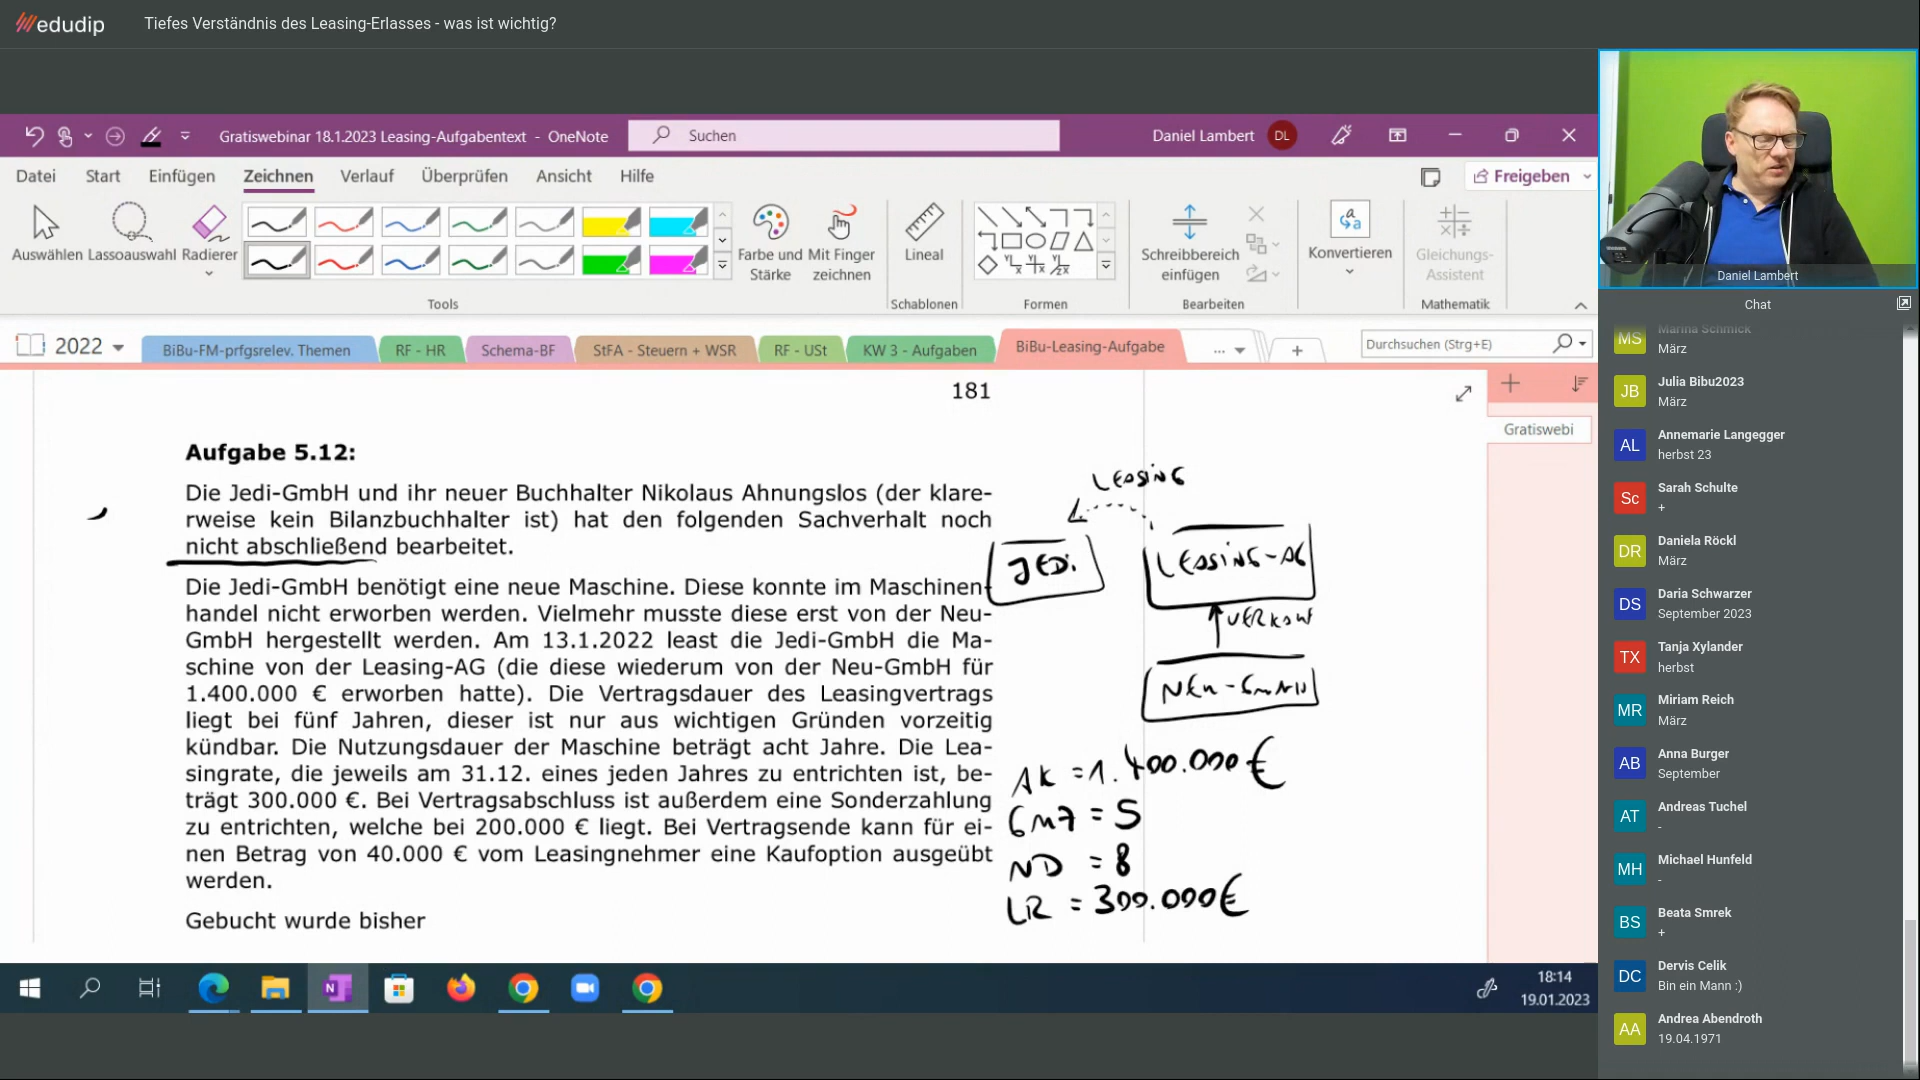 edudip
Tiefes Verständnis des Leasing-Erlasses - was ist wichtig?
Gratiswebinar 18.1.2023 Leasing-Aufgabentext - OneNote
Suchen
Daniel Lambert
DL
Datei
Start
Einfügen
Zeichnen
Verlauf
Überprüfen
Ansicht
Hilfe
Freigeben
Auswählen
Lassoauswahl
Radierer
Farbe und
Stärke
Mit Finger
zeichnen
Lineal
Schreibbereich
einfügen
Konvertieren
Gleichungs-
Assistent
Tools
Schablonen
Formen
Bearbeiten
Mathematik
2022
BiBu-FM-prfgsrelev. Themen
RF - HR
Schema-BF
StFA - Steuern + WSR
RF - USt
KW 3 - Aufgaben
BiBu-Leasing-Aufgabe
...
Durchsuchen (Strg+E)
Gratiswebi
181
Aufgabe 5.12:
Die Jedi-GmbH und ihr neuer Buchhalter Nikolaus Ahnungslos (der klare-
rweise kein Bilanzbuchhalter ist) hat den folgenden Sachverhalt noch
nicht abschließend bearbeitet.
Die Jedi-GmbH benötigt eine neue Maschine. Diese konnte im Maschinen-
handel nicht erworben werden. Vielmehr musste diese erst von der Neu-
GmbH hergestellt werden. Am 13.1.2022 least die Jedi-GmbH die Ma-
schine von der Leasing-AG (die diese wiederum von der Neu-GmbH für
1.400.000 € erworben hatte). Die Vertragsdauer des Leasingvertrags
liegt bei fünf Jahren, dieser ist nur aus wichtigen Gründen vorzeitig
kündbar. Die Nutzungsdauer der Maschine beträgt acht Jahre. Die Lea-
singrate, die jeweils am 31.12. eines jeden Jahres zu entrichten ist, be-
trägt 300.000 €. Bei Vertragsabschluss ist außerdem eine Sonderzahlung
zu entrichten, welche bei 200.000 € liegt. Bei Vertragsende kann für ei-
nen Betrag von 40.000 € vom Leasingnehmer eine Kaufoption ausgeübt
werden.
Gebucht wurde bisher
LEASING
JEDi
LEASING-AG
VERKAUF
NEU-GmbH
AK = 1.400.000 €
GMZ = 5
ND = 8
LR = 300.000 €
18:14
19.01.2023
Daniel Lambert
Chat
MS
Marina Schmick
März
JB
Julia Bibu2023
März
AL
Annemarie Langegger
herbst 23
Sc
Sarah Schulte
+
DR
Daniela Röckl
März
DS
Daria Schwarzer
September 2023
TX
Tanja Xylander
herbst
MR
Miriam Reich
März
AB
Anna Burger
September
AT
Andreas Tuchel
-
MH
Michael Hunfeld
-
BS
Beata Smrek
+
DC
Dervis Celik
Bin ein Mann :)
AA
Andrea Abendroth
19.04.1971